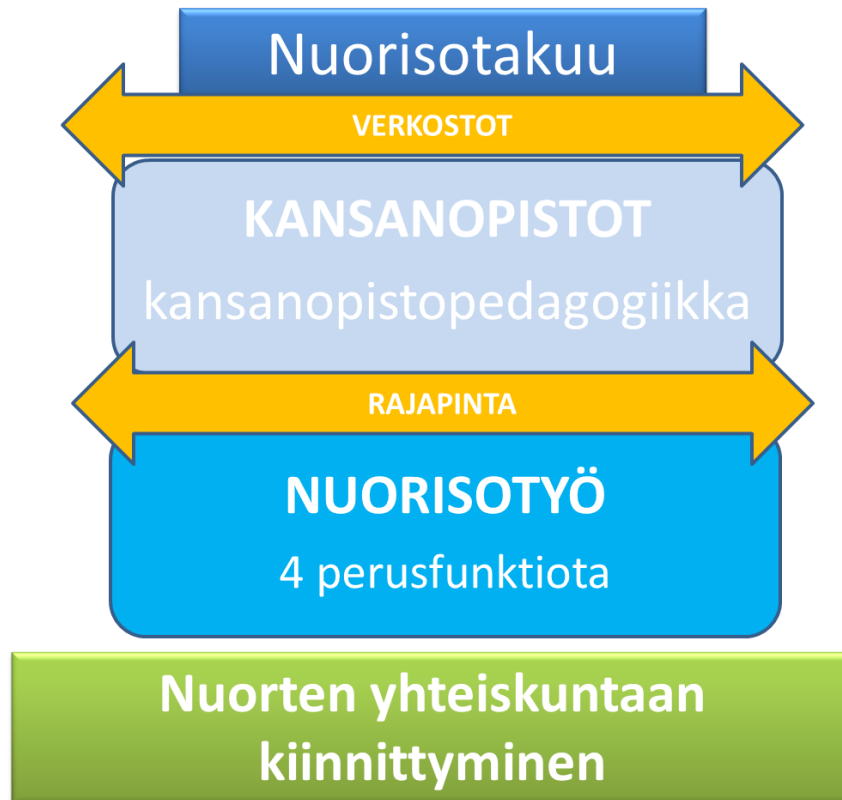 Nuorisotakuu
VERKOSTOT
KANSANOPISTOT
kansanopistopedagogiikka
RAJAPINTA
NUORISOTYÖ
4 perusfunktiota
Nuorten yhteiskuntaan
kiinnittyminen